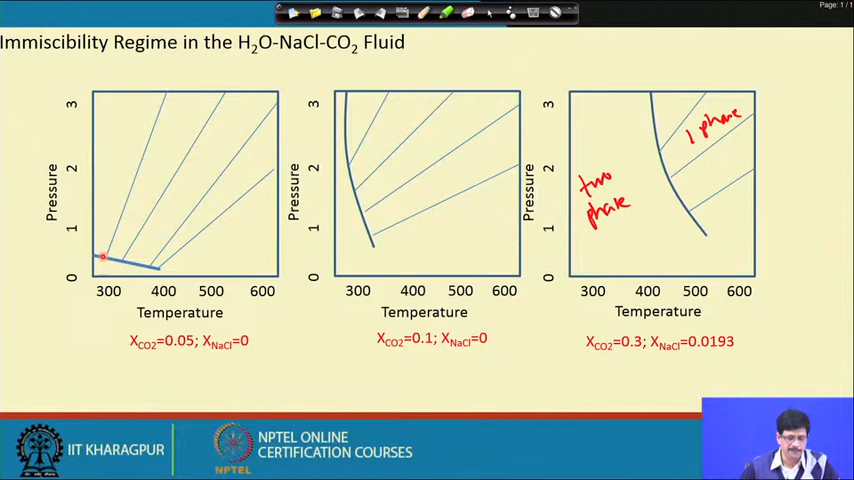 Page: 1 / 1
Immiscibility Regime in the H2O-NaCl-CO2 Fluid
3
2
1
0
Pressure
300 400 500 600
Temperature
XCO2=0.05; XNaCl=0
3
2
1
0
Pressure
300 400 500 600
Temperature
XCO2=0.1; XNaCl=0
3
2
1
0
Pressure
1 phase
two
phase
300 400 500 600
Temperature
XCO2=0.3; XNaCl=0.0193
IIT KHARAGPUR
NPTEL
NPTEL ONLINE
CERTIFICATION COURSES